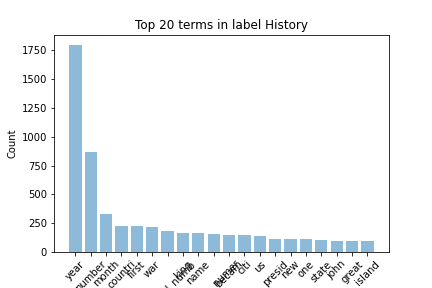 Top 20 terms in label History
Count
1750
1500
1250
1000
750
500
250
0
year
number
month
countri
first
war
king
name
citi
us
presid
new
one
state
john
great
island